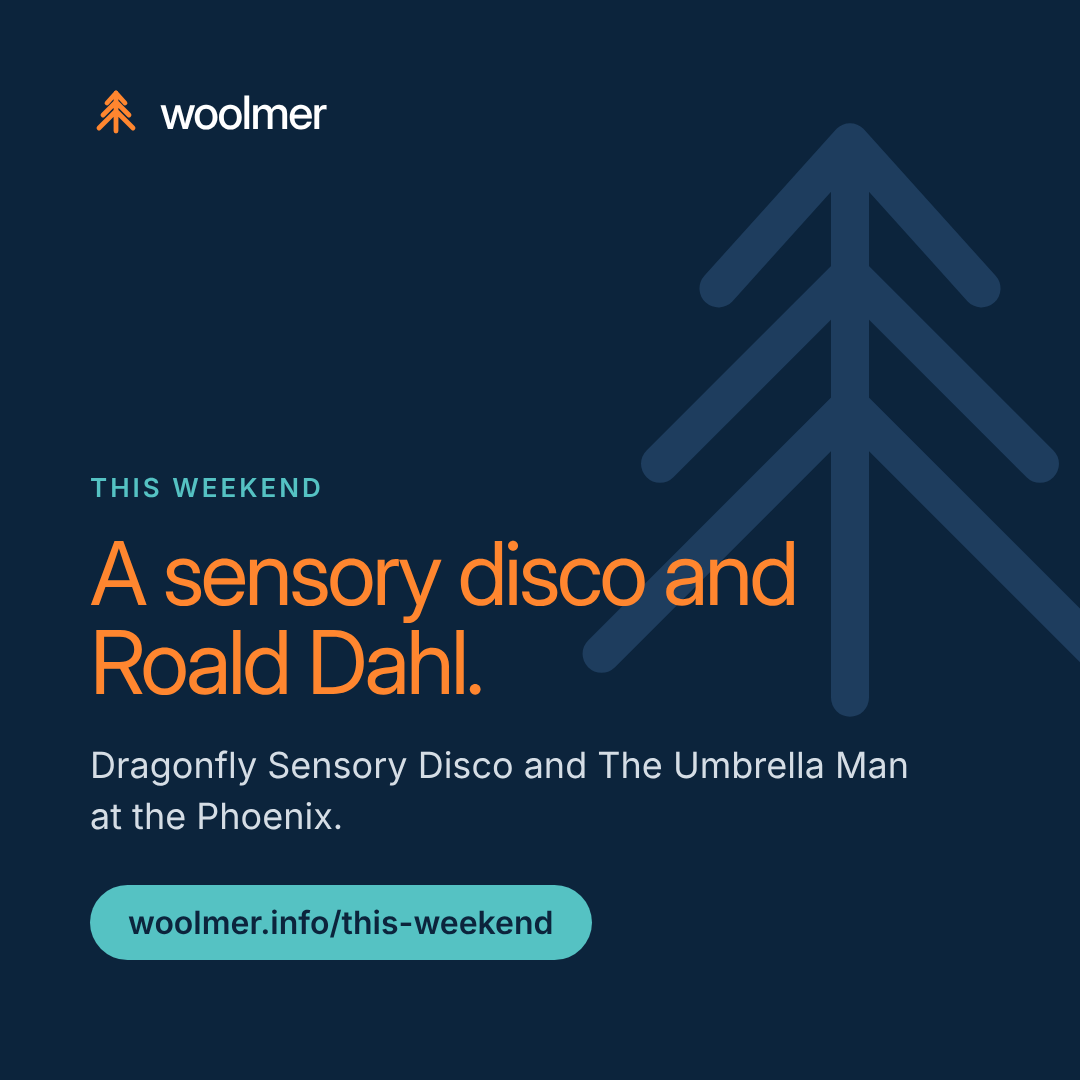 woolmer
THIS WEEKEND
A sensory disco and
Roald Dahl.
Dragonfly Sensory Disco and The Umbrella Man
at the Phoenix.
woolmer.info/this-weekend